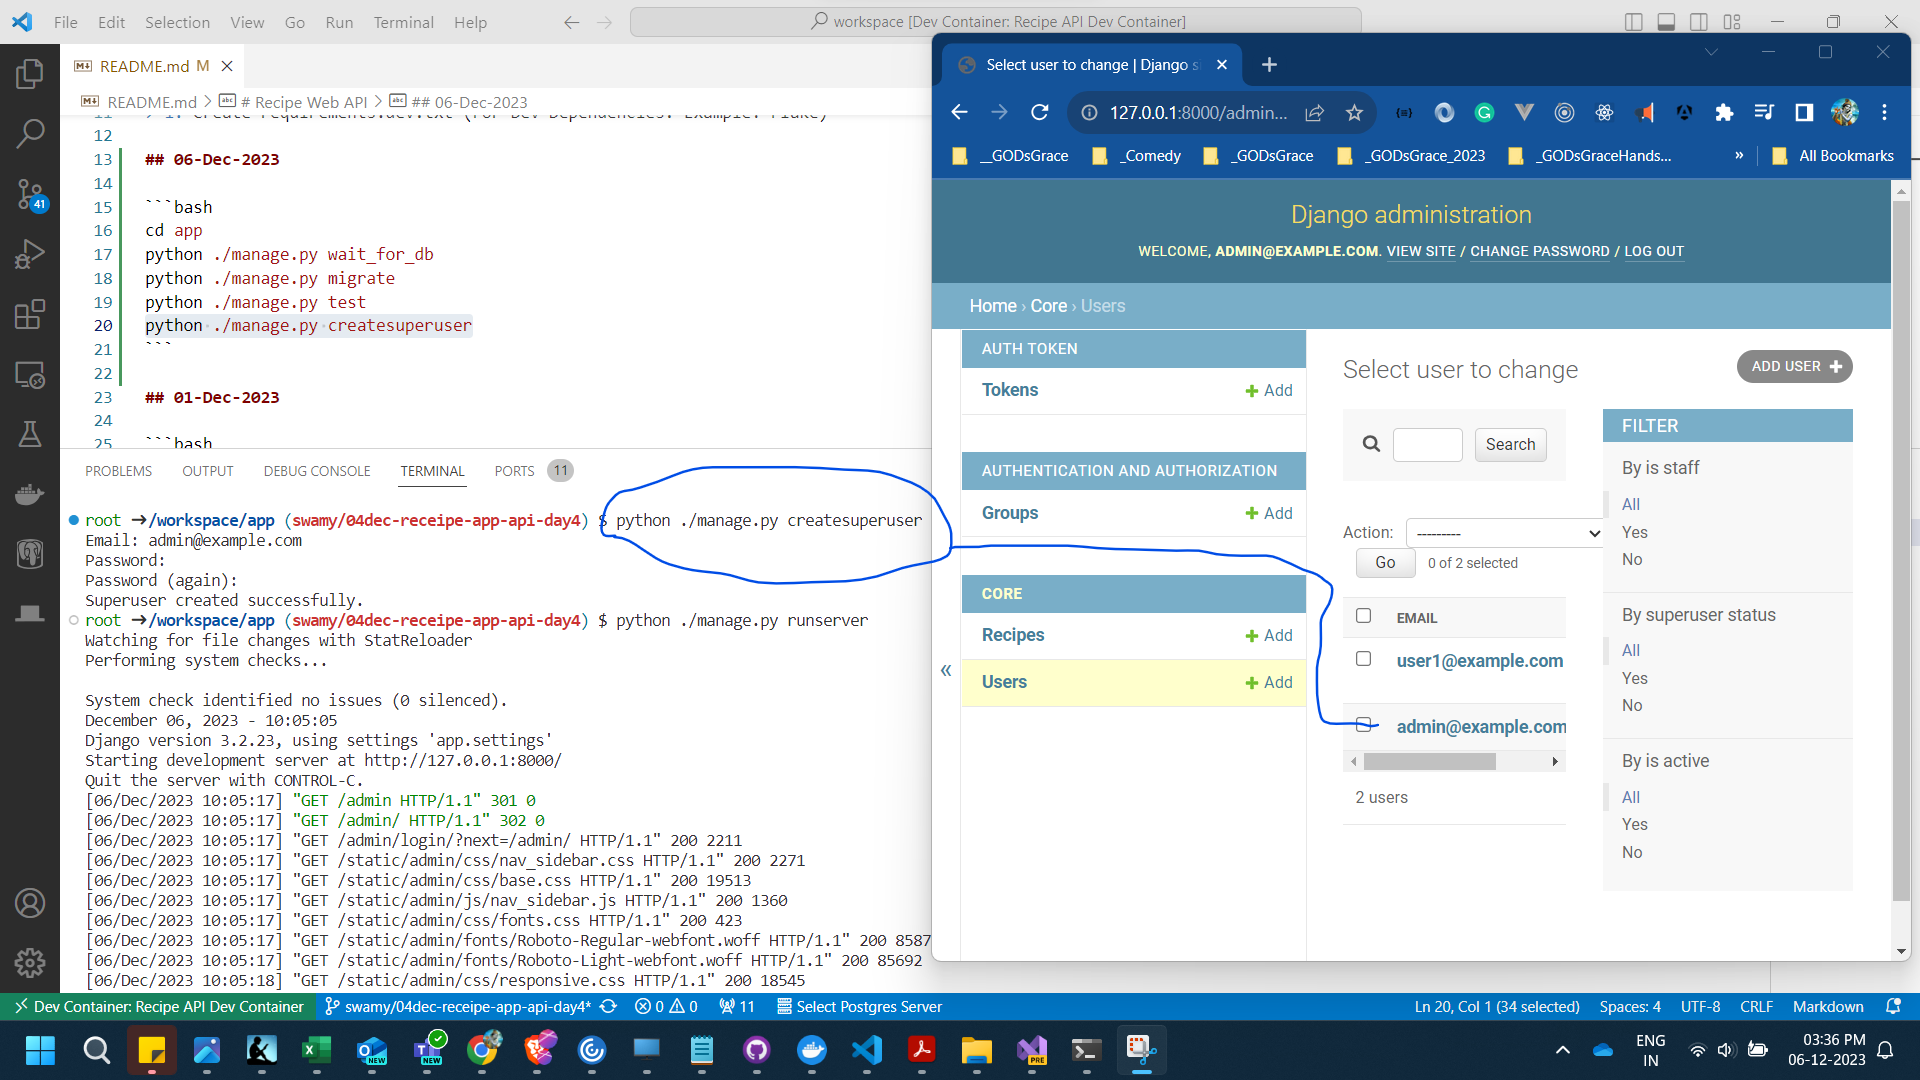 File Edit Selection View Go Run Terminal Help
workspace [Dev Container: Recipe API Dev Container]
README.md M
README.md > # Recipe Web API > ## 06-Dec-2023
12
13 ## 06-Dec-2023
14
15 ```bash
16 cd app
17 python ./manage.py wait_for_db
18 python ./manage.py migrate
19 python ./manage.py test
20 python ./manage.py createsuperuser
21 ```
22
23 ## 01-Dec-2023
24
25 ```bash
41
PROBLEMS OUTPUT DEBUG CONSOLE TERMINAL PORTS 11
root ➜/workspace/app (swamy/04dec-receipe-app-api-day4) $ python ./manage.py createsuperuser
Email: admin@example.com
Password:
Password (again):
Superuser created successfully.
root ➜/workspace/app (swamy/04dec-receipe-app-api-day4) $ python ./manage.py runserver
Watching for file changes with StatReloader
Performing system checks...
System check identified no issues (0 silenced).
December 06, 2023 - 10:05:05
Django version 3.2.23, using settings 'app.settings'
Starting development server at http://127.0.0.1:8000/
Quit the server with CONTROL-C.
[06/Dec/2023 10:05:17] "GET /admin HTTP/1.1" 301 0
[06/Dec/2023 10:05:17] "GET /admin/ HTTP/1.1" 302 0
[06/Dec/2023 10:05:17] "GET /admin/login/?next=/admin/ HTTP/1.1" 200 2211
[06/Dec/2023 10:05:17] "GET /static/admin/css/nav_sidebar.css HTTP/1.1" 200 2271
[06/Dec/2023 10:05:17] "GET /static/admin/css/base.css HTTP/1.1" 200 19513
[06/Dec/2023 10:05:17] "GET /static/admin/js/nav_sidebar.js HTTP/1.1" 200 1360
[06/Dec/2023 10:05:17] "GET /static/admin/css/fonts.css HTTP/1.1" 200 423
[06/Dec/2023 10:05:17] "GET /static/admin/fonts/Roboto-Regular-webfont.woff HTTP/1.1" 200 8587
[06/Dec/2023 10:05:17] "GET /static/admin/fonts/Roboto-Light-webfont.woff HTTP/1.1" 200 85692
[06/Dec/2023 10:05:18] "GET /static/admin/css/responsive.css HTTP/1.1" 200 18545
Select user to change | Django s
127.0.0.1:8000/admin...
__GODsGrace _Comedy _GODsGrace _GODsGrace_2023 _GODsGraceHands... » All Bookmarks
Django administration
WELCOME, ADMIN@EXAMPLE.COM. VIEW SITE / CHANGE PASSWORD / LOG OUT
Home › Core › Users
AUTH TOKEN
Tokens Add
AUTHENTICATION AND AUTHORIZATION
Groups Add
CORE
Recipes Add
Users Add
«
Select user to change
ADD USER
Search
Action: ---------
Go 0 of 2 selected
EMAIL
user1@example.com
admin@example.com
2 users
FILTER
By is staff
All
Yes
No
By superuser status
All
Yes
No
By is active
All
Yes
No
Dev Container: Recipe API Dev Container swamy/04dec-receipe-app-api-day4* 0 0 11 Select Postgres Server Ln 20, Col 1 (34 selected) Spaces: 4 UTF-8 CRLF Markdown
NEW
NEW
PRE
ENG
IN
03:36 PM
06-12-2023